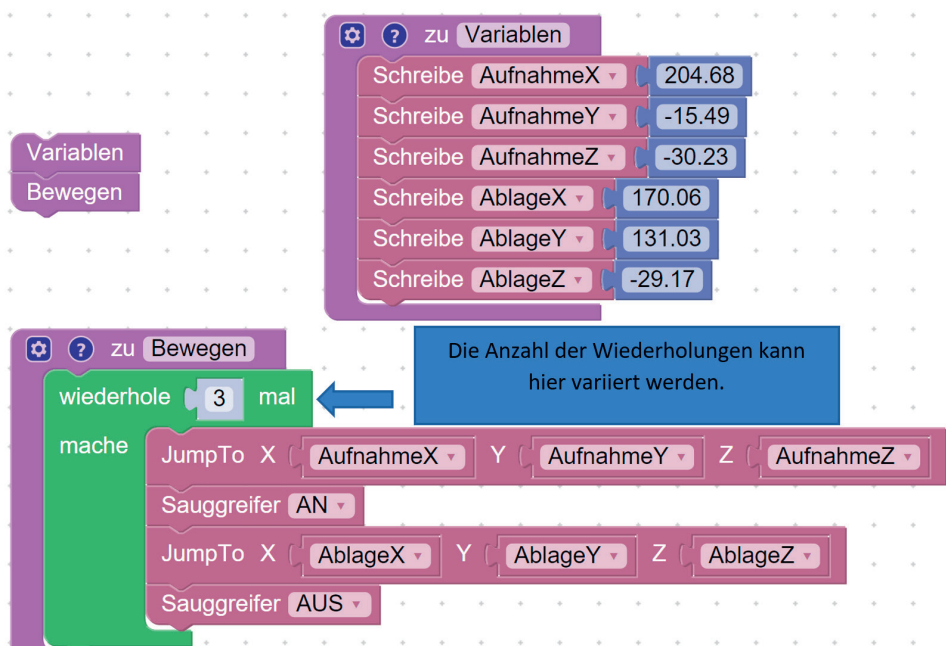 ? zu Variablen
Schreibe AufnahmeX 204.68
Schreibe AufnahmeY -15.49
Schreibe AufnahmeZ -30.23
Schreibe AblageX 170.06
Schreibe AblageY 131.03
Schreibe AblageZ -29.17
Variablen
Bewegen
? zu Bewegen
wiederhole 3 mal
Die Anzahl der Wiederholungen kann
hier variiert werden.
mache
JumpTo X AufnahmeX Y AufnahmeY Z AufnahmeZ
Sauggreifer AN
JumpTo X AblageX Y AblageY Z AblageZ
Sauggreifer AUS